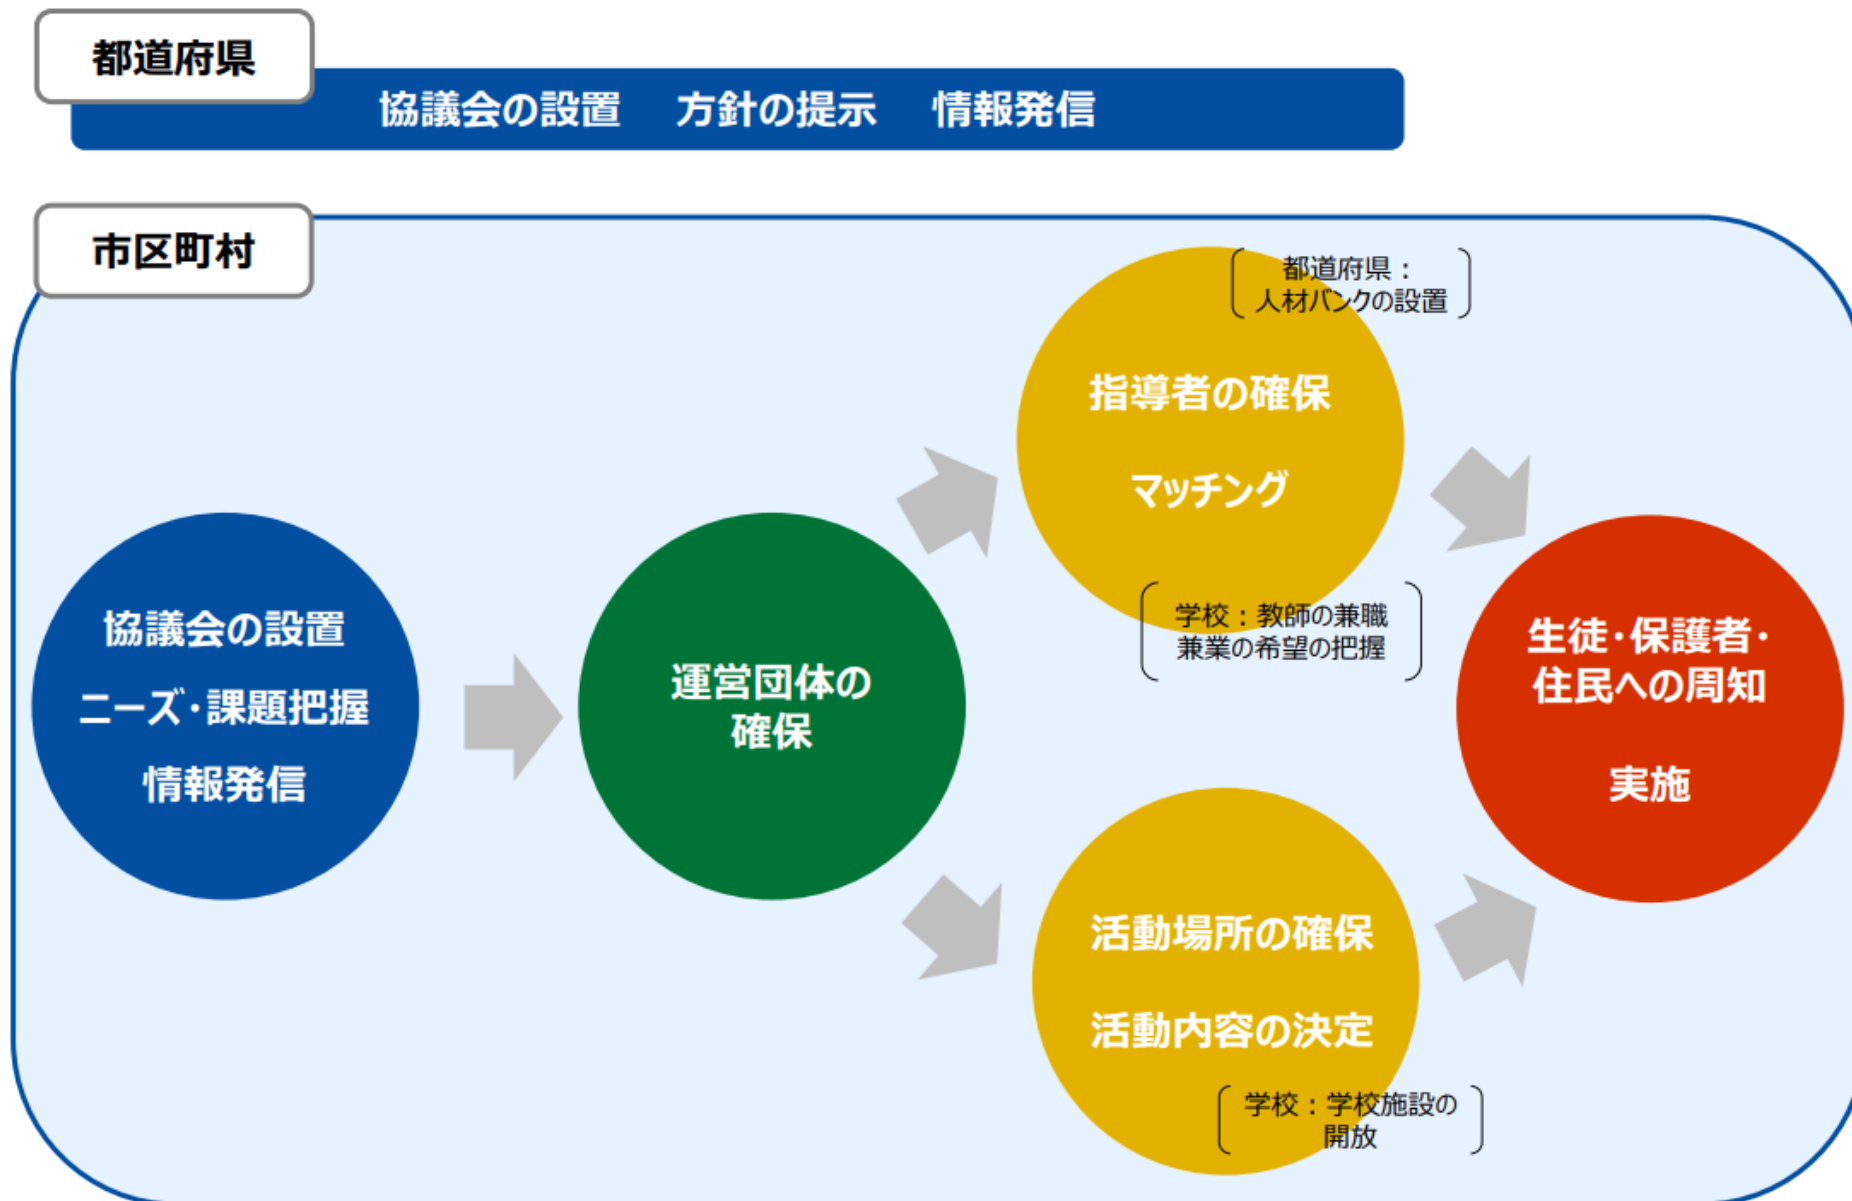 都道府県
協議会の設置 方針の提示 情報発信
市区町村
協議会の設置
ニーズ・課題把握
情報発信
運営団体の
確保
都道府県：
人材バンクの設置
指導者の確保
マッチング
学校：教師の兼職
兼業の希望の把握
活動場所の確保
活動内容の決定
学校：学校施設の
開放
生徒・保護者・
住民への周知
実施